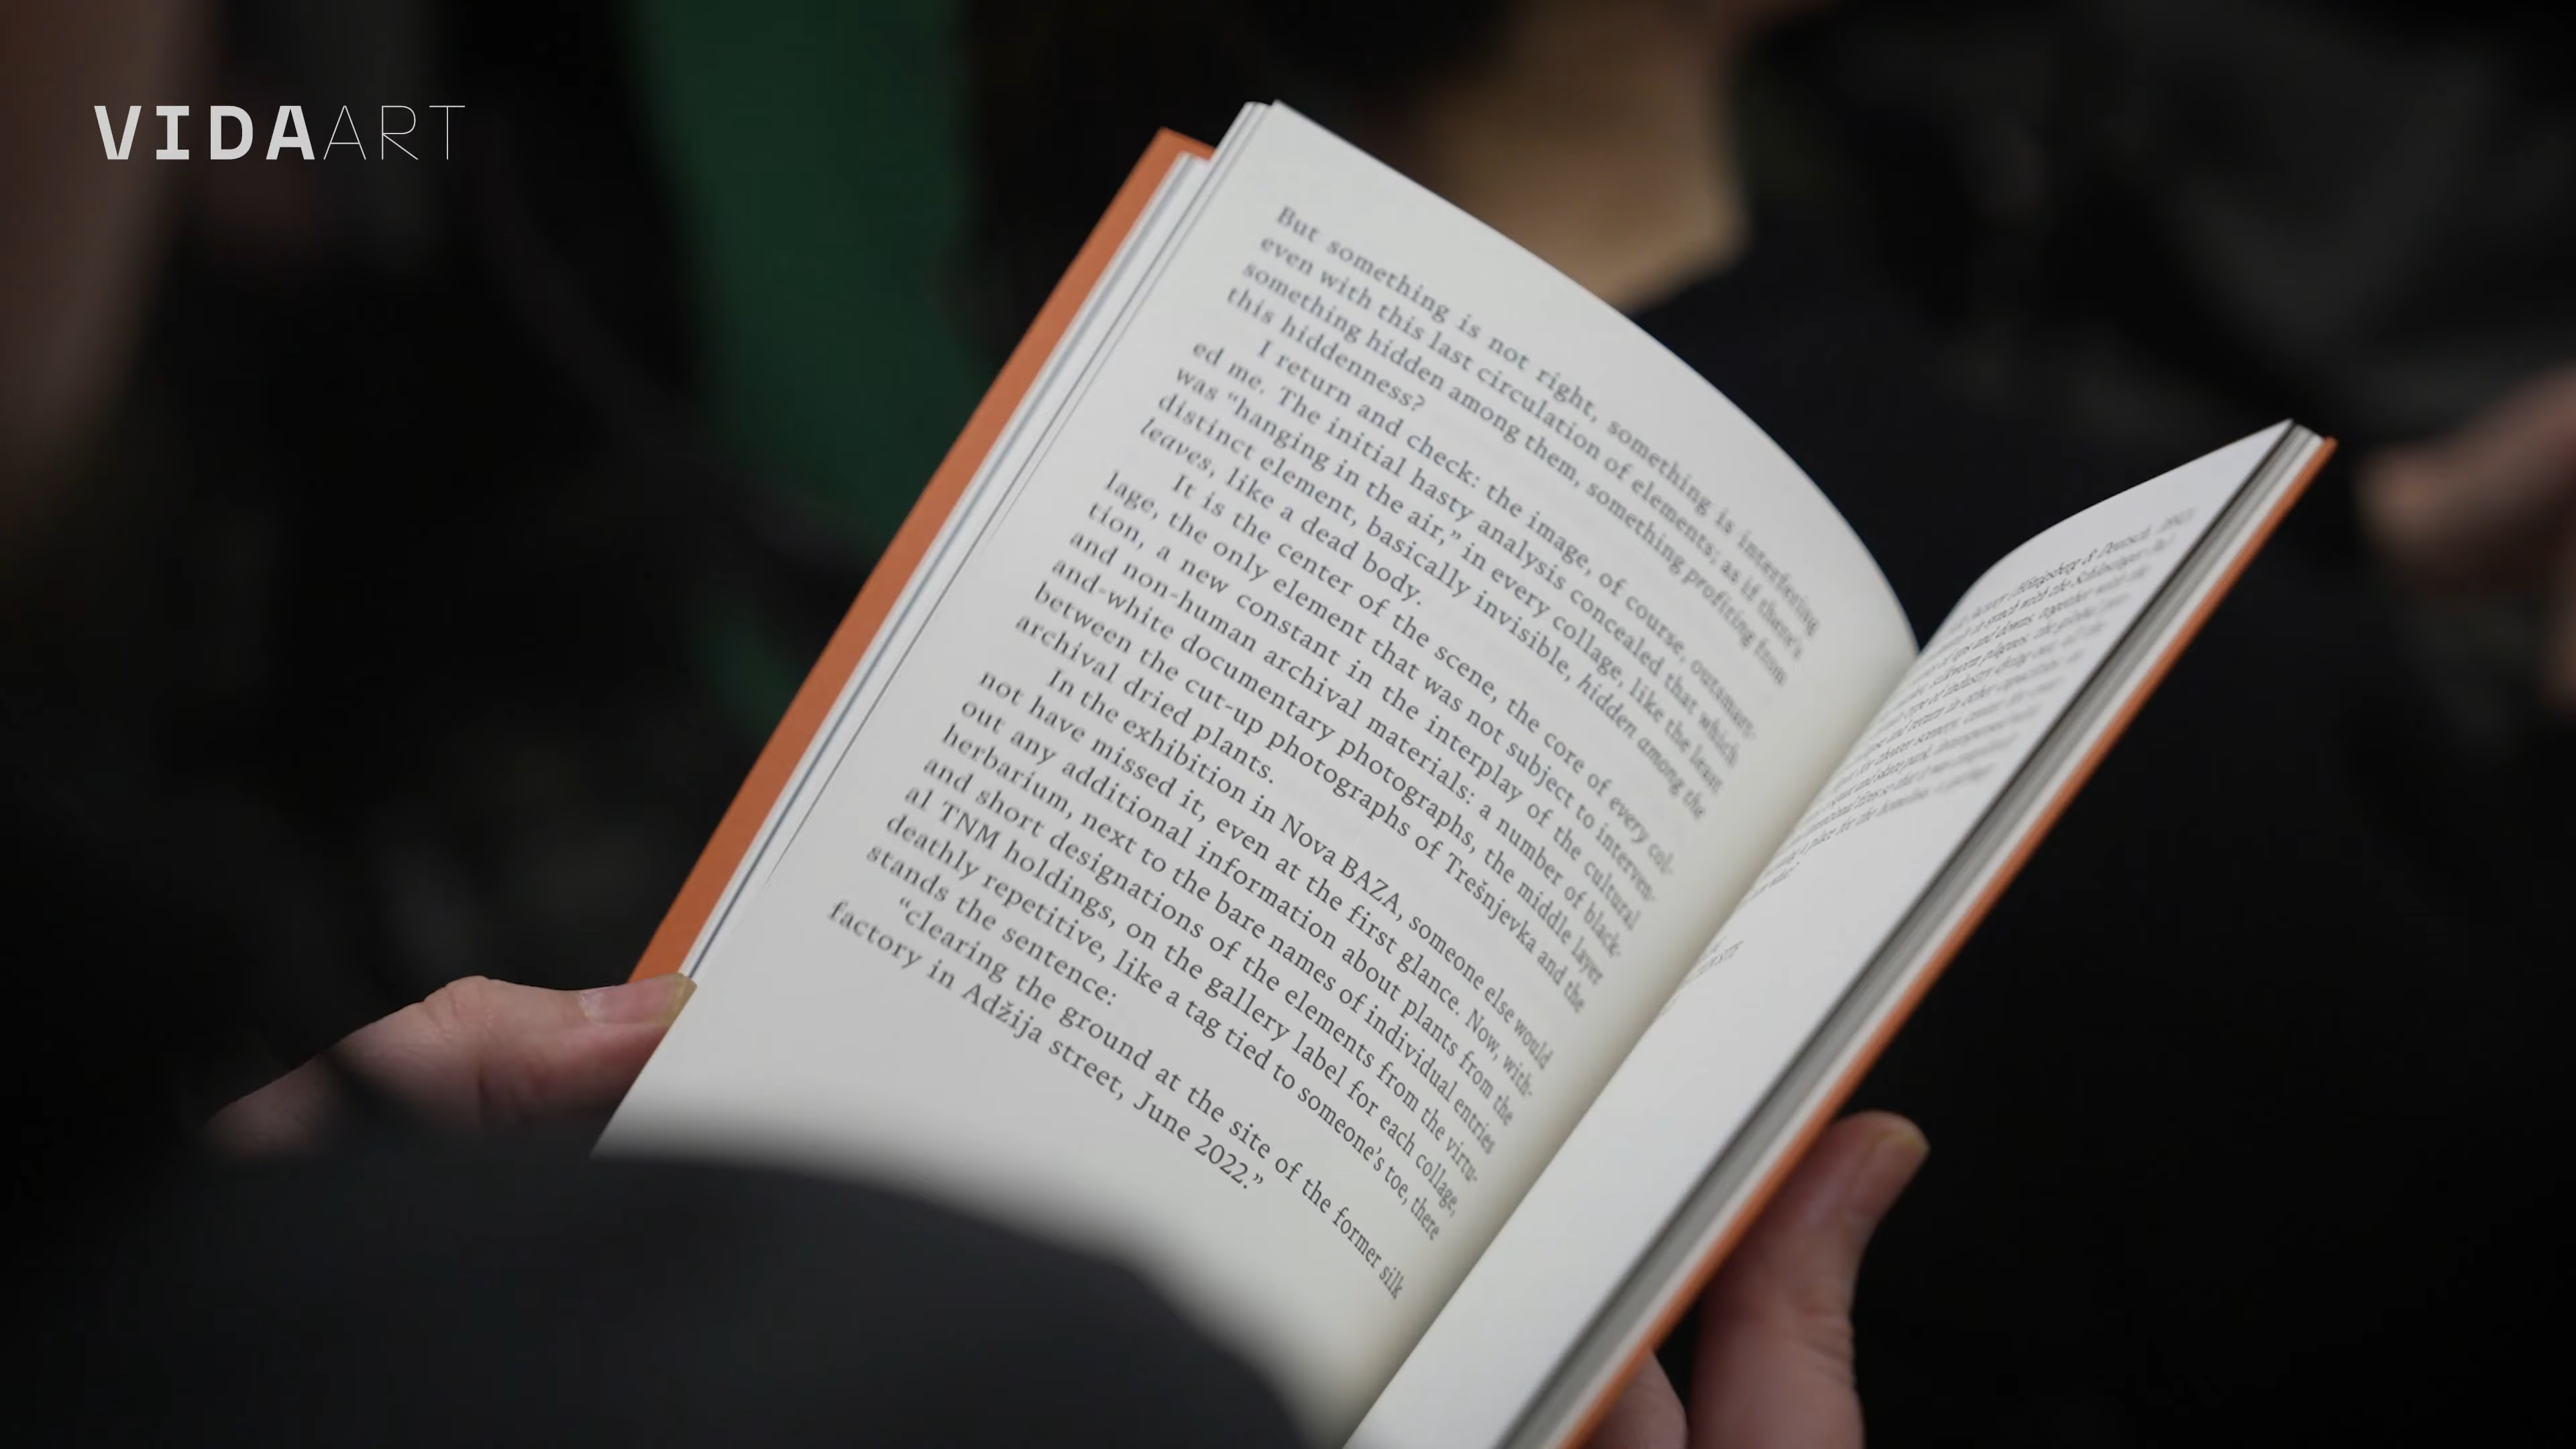 VIDAART
But something is not right, something is interfering
even with this last circulation of elements; as if there's
something hidden among them, something profiting from
this hiddenness?
I return and check: the image, of course, outsmart-
ed me. The initial hasty analysis concealed that which
was “hanging in the air,” in every collage, like the least
distinct element, basically invisible, hidden among the
leaves, like a dead body.
It is the center of the scene, the core of every col-
lage, the only element that was not subject to interven-
tion, a new constant in the interplay of the cultural
and non-human archival materials: a number of black-
and-white documentary photographs, the middle layer
between the cut-up photographs of Trešnjevka and the
archival dried plants.
In the exhibition in Nova BAZA, someone else would
not have missed it, even at the first glance. Now, with-
out any additional information about plants from the
herbarium, next to the bare names of individual entries
and short designations of the elements from the virtu-
al TNM holdings, on the gallery label for each collage,
deathly repetitive, like a tag tied to someone’s toe, there
stands the sentence:
“clearing the ground at the site of the former silk
factory in Adžija street, June 2022.”